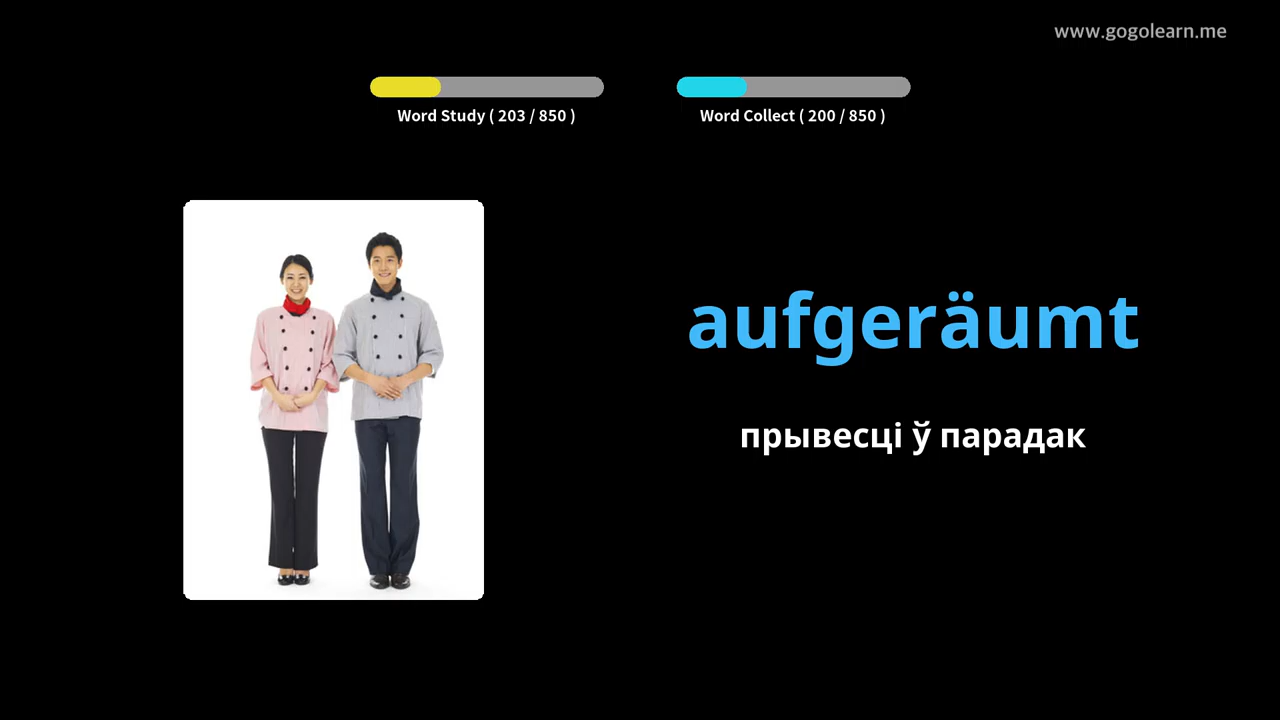 www.gogolearn.me
Word Study ( 203 / 850 )
Word Collect ( 200 / 850 )
aufgeräumt
прывесці ў парадак